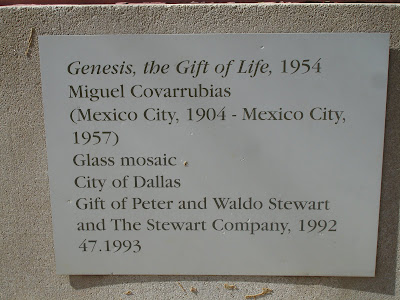 Genesis, the Gift of Life, 1954
Miguel Covarrubias
(Mexico City, 1904 - Mexico City,
1957)
Glass mosaic
City of Dallas
Gift of Peter and Waldo Stewart
and The Stewart Company, 1992
47.1993